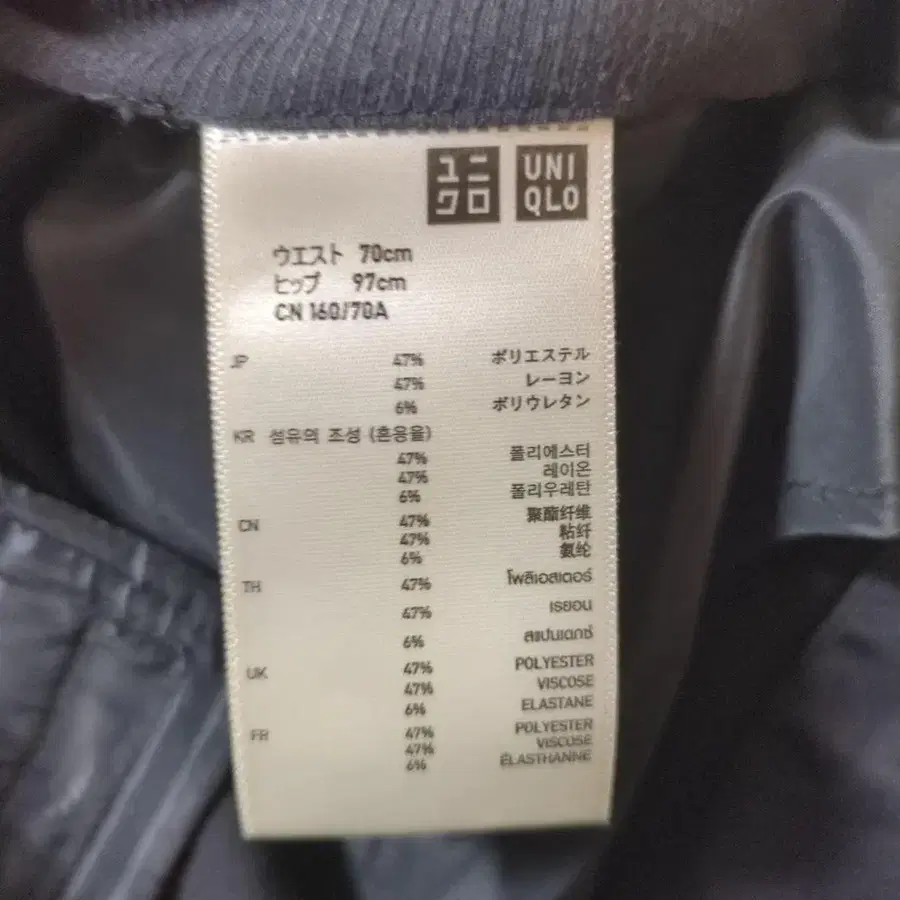 ユニ
クロ
UNI
QLO
ウエスト 70cm
ヒップ 97cm
CN 160/70A
JP 47% ポリエステル
47% レーヨン
6% ポリウレタン
KR 섬유의 조성 (혼용율)
47% 폴리에스터
47% 레이온
6% 폴리우레탄
CN 47% 聚酯纤维
47% 粘纤
6% 氨纶
TH 47% โพลีเอสเตอร์
47% เรยอน
6% สแปนเดกซ์
UK 47% POLYESTER
47% VISCOSE
6% ELASTANE
FR 47% POLYESTER
47% VISCOSE
6% ÉLASTHANNE